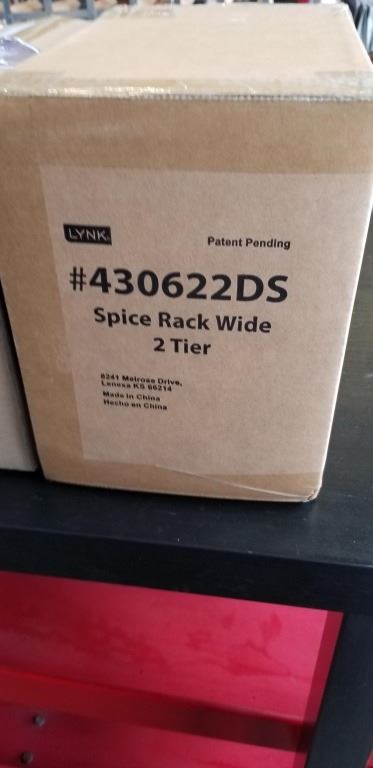 LYNK
Patent Pending
#430622DS
Spice Rack Wide
2 Tier
8241 Melrose Drive,
Lenexa KS 66214
Made in China
Hecho en China